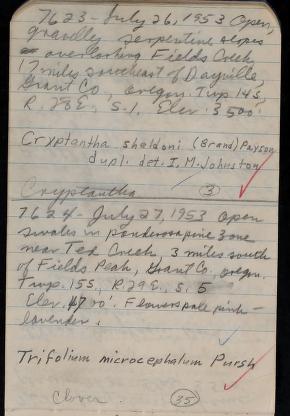 7623 - July 26, 1953 Open,
gravelly serpentine slopes
overlooking Fields Creek
17 miles southeast of Dayville,
Grant Co. Oregon. Twp 14S,
R. 28E, S.1. Elev. 3500'
Cryptantha sheldoni (Brand) Payson
dupl. det. I. M. Johnston
Cryptantha (3)
7624 - July 27, 1953 Open
swales in ponderosa pine zone
near Ted Creek 3 miles south
of Fields Peak, Grant Co. Oregon.
Twp. 15S, R. 29E, S. 5
Elev. 4700'. Flowers pale pink-
lavender.
Trifolium microcephalum Pursh
Clover. (35)